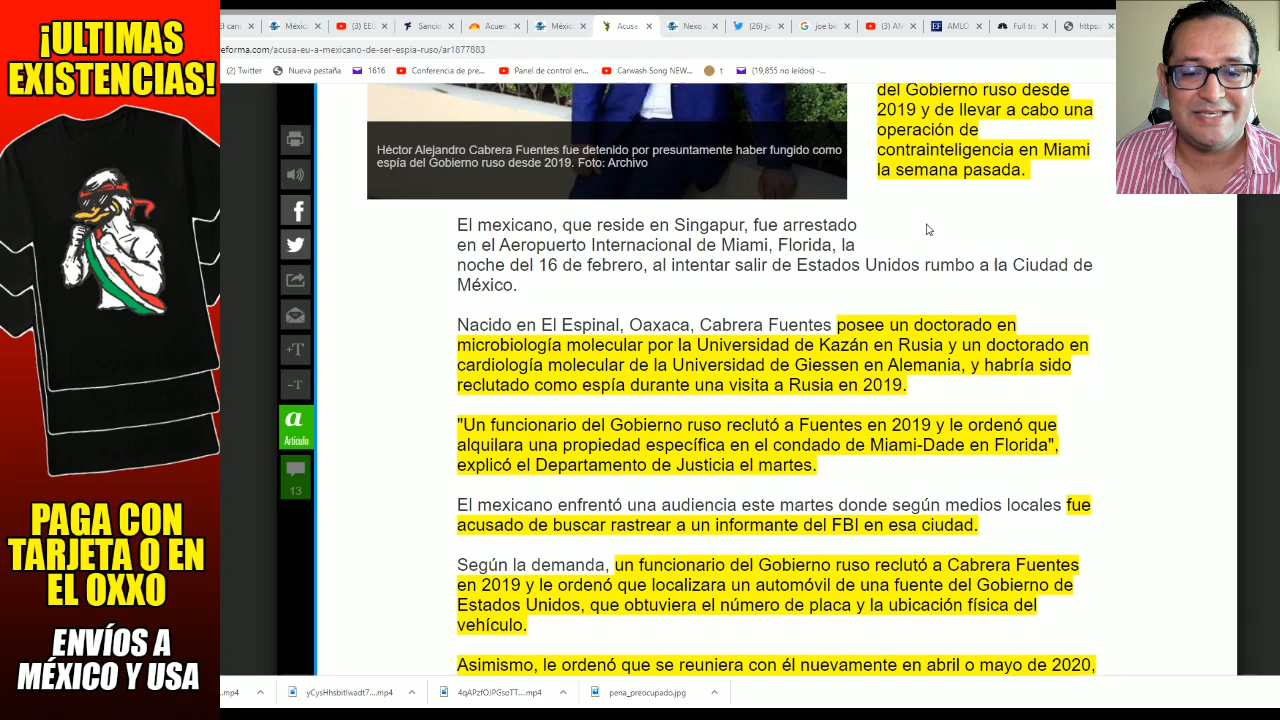 ¡ULTIMAS
EXISTENCIAS!
PAGA CON
TARJETA O EN
EL OXXO
ENVÍOS A
MÉXICO Y USA
l canc
Méxic
(3) EEU
Sancio
Acuer
México
Acusa
Nexo
(26) jo
joe bi
(3) AM
AMLO
Full tr
https:
reforma.com/acusa-eu-a-mexicano-de-ser-espia-ruso/ar1877883
(2) Twitter
Nueva pestaña
1616
Conferencia de pre...
Panel de control en...
Carwash Song NEW...
t
(19,855 no leídos) -...
+T
-T
a
Artículo
13
Héctor Alejandro Cabrera Fuentes fue detenido por presuntamente haber fungido como
espía del Gobierno ruso desde 2019. Foto: Archivo
del Gobierno ruso desde
2019 y de llevar a cabo una
operación de
contrainteligencia en Miami
la semana pasada.
El mexicano, que reside en Singapur, fue arrestado
en el Aeropuerto Internacional de Miami, Florida, la
noche del 16 de febrero, al intentar salir de Estados Unidos rumbo a la Ciudad de
México.
Nacido en El Espinal, Oaxaca, Cabrera Fuentes posee un doctorado en
microbiología molecular por la Universidad de Kazán en Rusia y un doctorado en
cardiología molecular de la Universidad de Giessen en Alemania, y habría sido
reclutado como espía durante una visita a Rusia en 2019.
"Un funcionario del Gobierno ruso reclutó a Fuentes en 2019 y le ordenó que
alquilara una propiedad específica en el condado de Miami-Dade en Florida",
explicó el Departamento de Justicia el martes.
El mexicano enfrentó una audiencia este martes donde según medios locales fue
acusado de buscar rastrear a un informante del FBI en esa ciudad.
Según la demanda, un funcionario del Gobierno ruso reclutó a Cabrera Fuentes
en 2019 y le ordenó que localizara un automóvil de una fuente del Gobierno de
Estados Unidos, que obtuviera el número de placa y la ubicación física del
vehículo.
Asimismo, le ordenó que se reuniera con él nuevamente en abril o mayo de 2020,
.mp4
yCysHhsbitlwadt7....mp4
4qAPzfOJPGsoTT....mp4
pena_preocupado.jpg